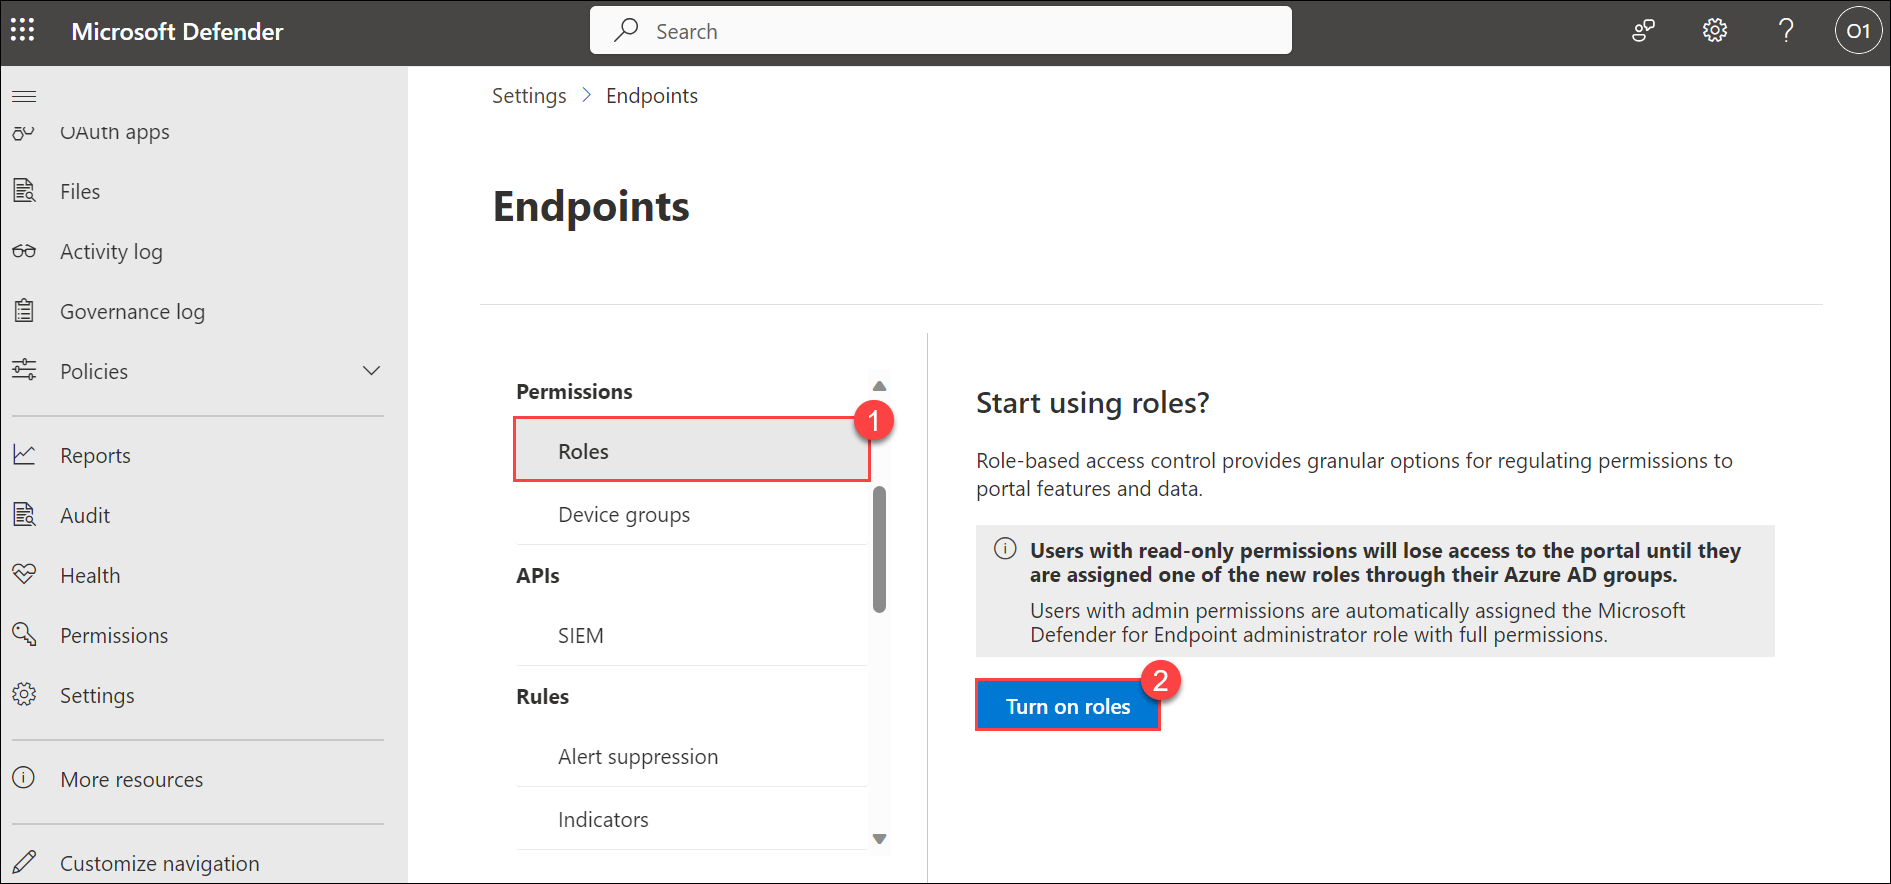 Microsoft Defender
Search
O1
Settings > Endpoints
OAuth apps
Files
Activity log
Governance log
Policies
Reports
Audit
Health
Permissions
Settings
More resources
Customize navigation
Endpoints
Permissions
1
Roles
Device groups
APIs
SIEM
Rules
Alert suppression
Indicators
Start using roles?
Role-based access control provides granular options for regulating permissions to
portal features and data.
Users with read-only permissions will lose access to the portal until they
are assigned one of the new roles through their Azure AD groups.
Users with admin permissions are automatically assigned the Microsoft
Defender for Endpoint administrator role with full permissions.
2
Turn on roles